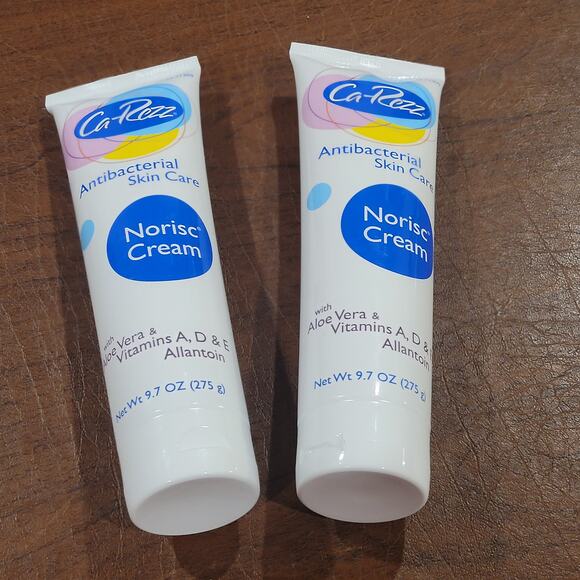 Ca-Rezz®
Antibacterial
Skin Care
Norisc®
Cream
with
Aloe Vera &
Vitamins A, D & E
Allantoin
Net Wt 9.7 OZ (275 g)
Ca-Rezz®
Antibacterial
Skin Care
Norisc®
Cream
with
Aloe Vera &
Vitamins A, D &
Allantoin
Net Wt 9.7 OZ (275 g)